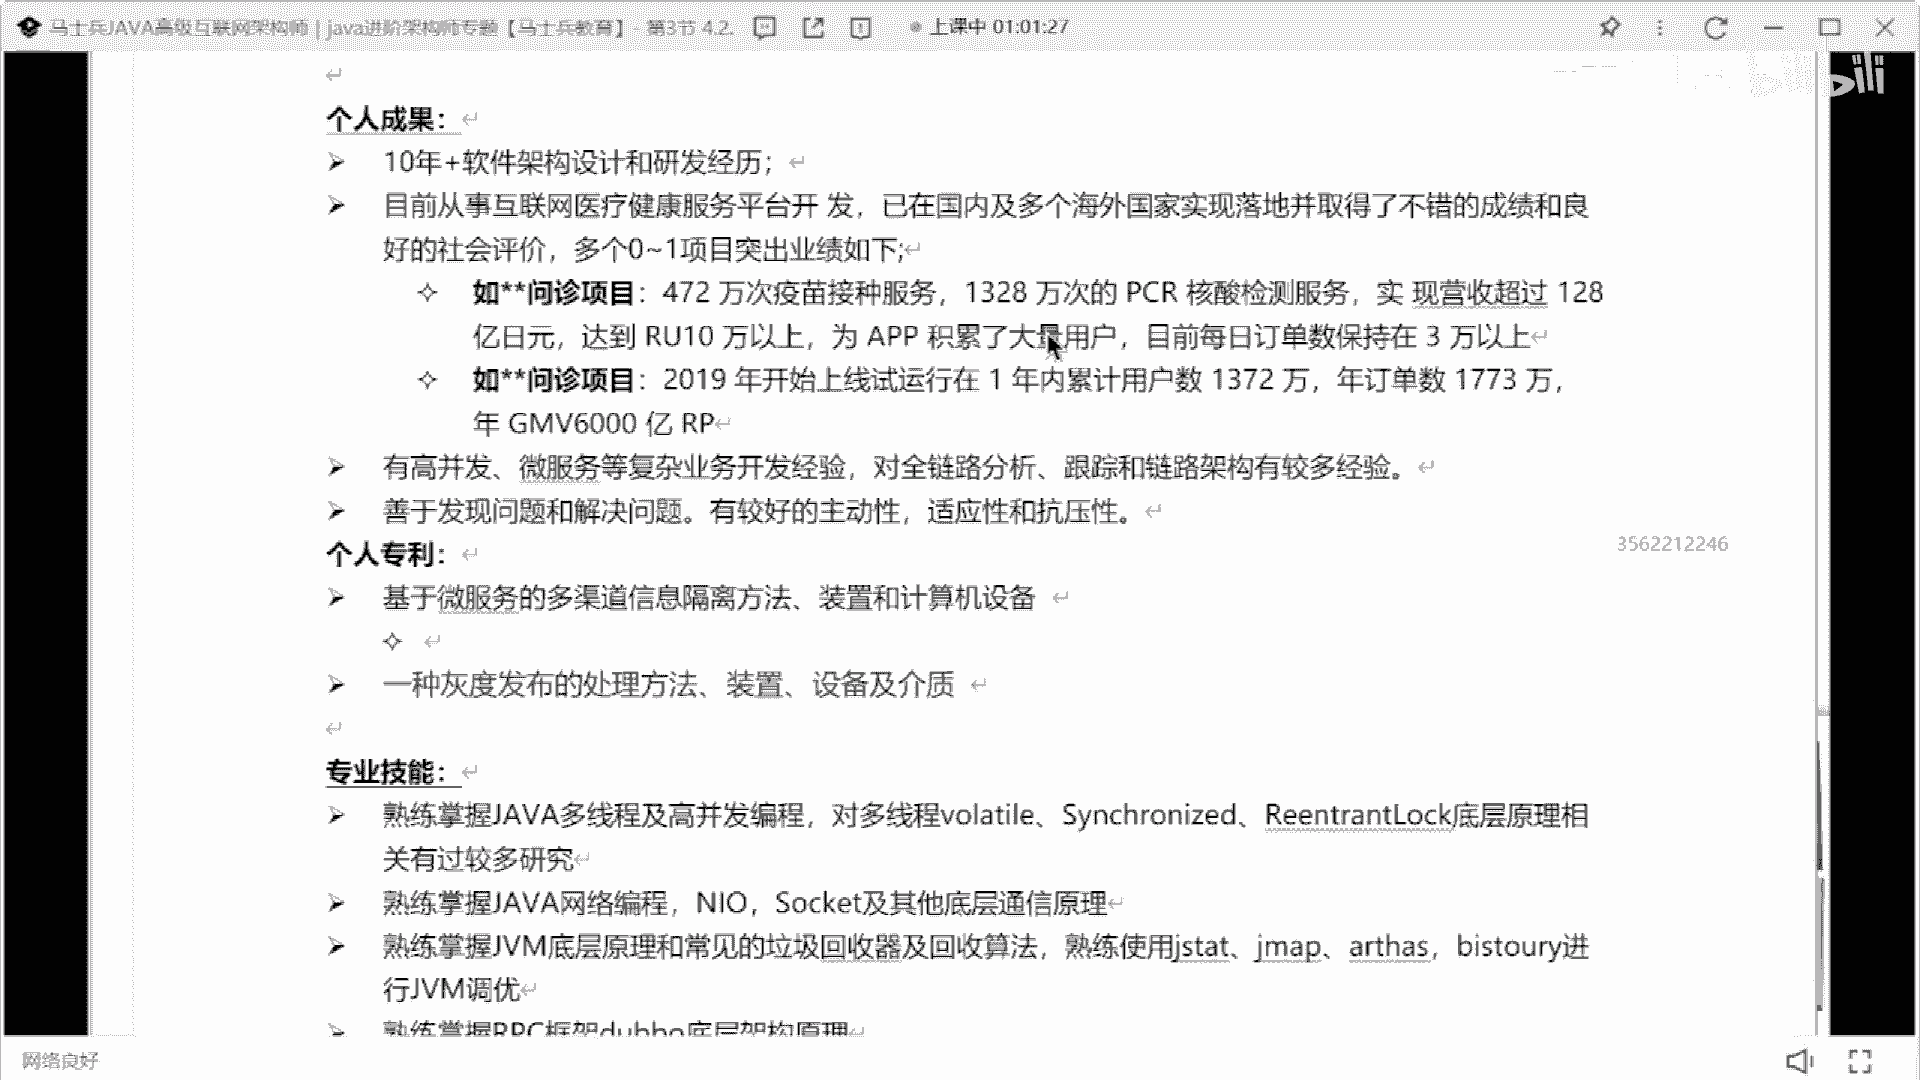 马士兵JAVA高级互联网架构师 | java进阶架构师专题【马士兵教育】 - 第3节 4.2. 上课中 01:01:27
个人成果：
10年+软件架构设计和研发经历；
目前从事互联网医疗健康服务平台开 发，已在国内及多个海外国家实现落地并取得了不错的成绩和良
好的社会评价，多个0~1项目突出业绩如下;
如**问诊项目：472 万次疫苗接种服务，1328 万次的 PCR 核酸检测服务，实 现营收超过 128
亿日元，达到 RU10 万以上，为 APP 积累了大量用户，目前每日订单数保持在 3 万以上
如**问诊项目：2019 年开始上线试运行在 1 年内累计用户数 1372 万，年订单数 1773 万，
年 GMV6000 亿 RP
有高并发、微服务等复杂业务开发经验，对全链路分析、跟踪和链路架构有较多经验。
善于发现问题和解决问题。有较好的主动性，适应性和抗压性。
个人专利：
3562212246
基于微服务的多渠道信息隔离方法、装置和计算机设备
一种灰度发布的处理方法、装置、设备及介质
专业技能：
熟练掌握JAVA多线程及高并发编程，对多线程volatile、Synchronized、ReentrantLock底层原理相
关有过较多研究
熟练掌握JAVA网络编程，NIO，Socket及其他底层通信原理
熟练掌握JVM底层原理和常见的垃圾回收器及回收算法，熟练使用jstat、jmap、arthas，bistoury进
行JVM调优
熟练掌握RPC框架dubbo底层架构原理
网络良好